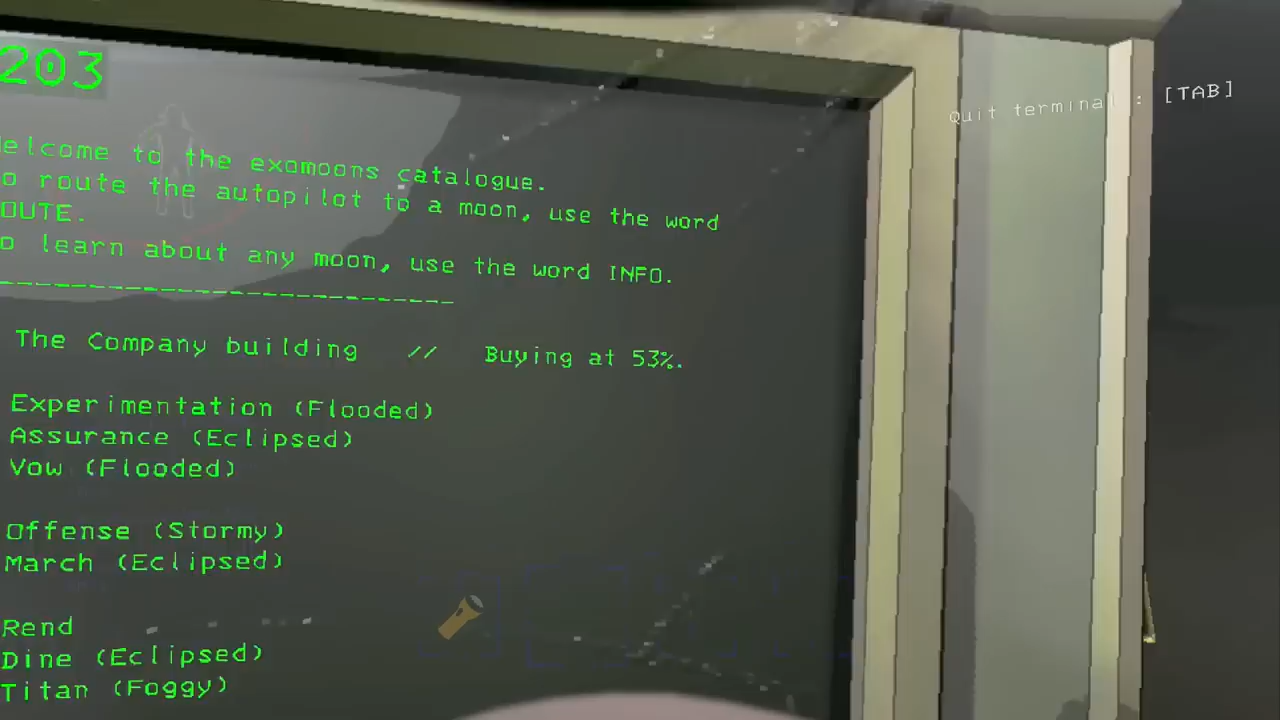 203
Quit terminal : [TAB]
elcome to the exomoons catalogue.
o route the autopilot to a moon, use the word
OUTE.
o learn about any moon, use the word INFO.
The Company building // Buying at 53%.
Experimentation (Flooded)
Assurance (Eclipsed)
Vow (Flooded)
Offense (Stormy)
March (Eclipsed)
Rend
Dine (Eclipsed)
Titan (Foggy)